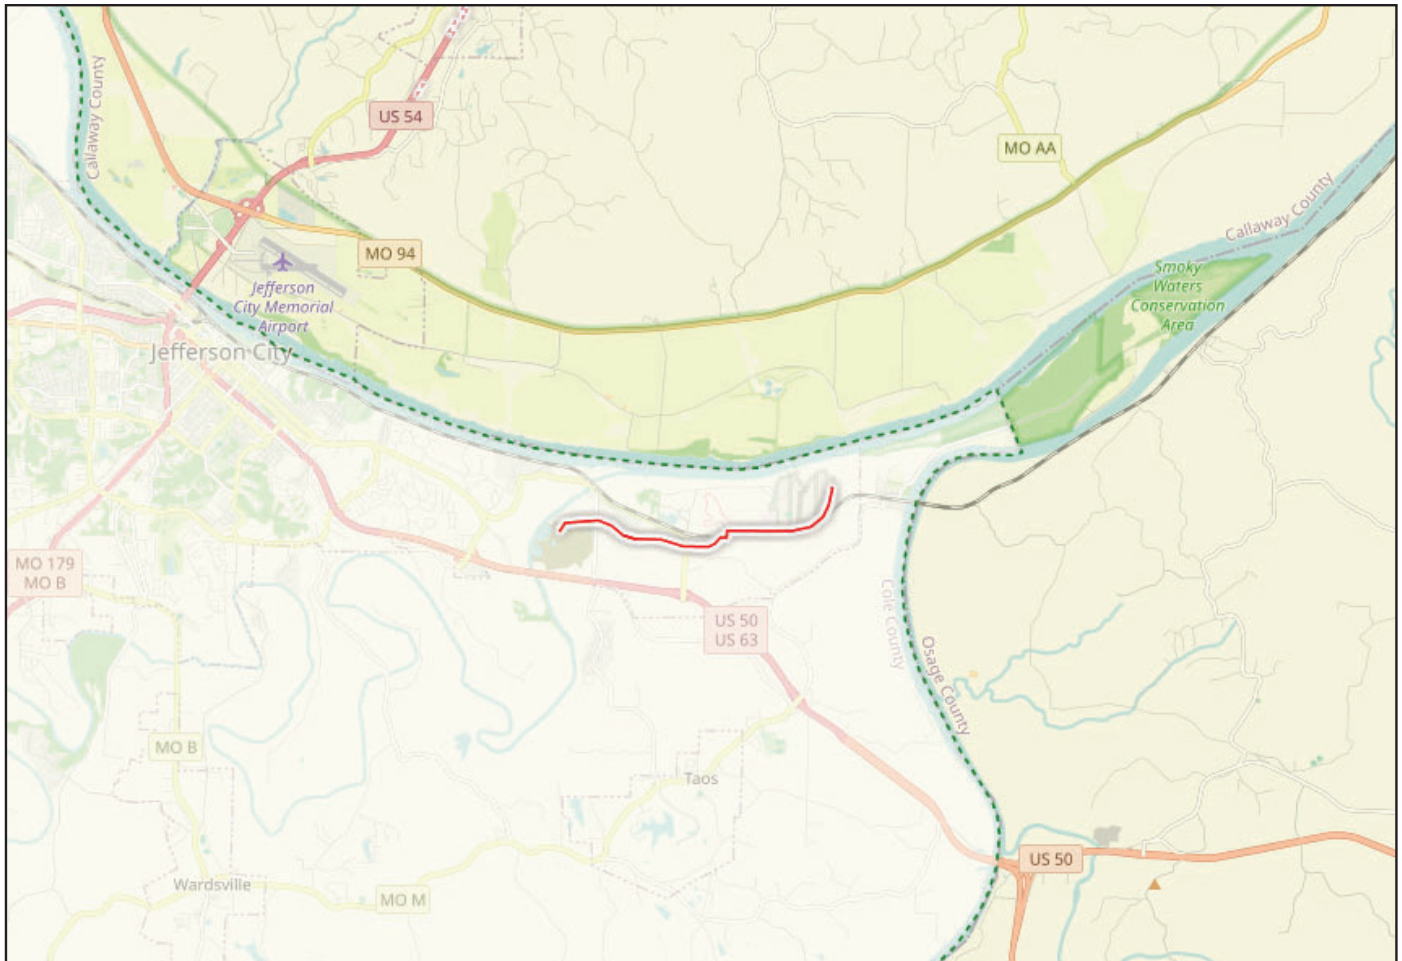 Callaway County
US 54
MO AA
Callaway County
MO 94
Smoky
Waters
Conservation
Area
Jefferson
City Memorial
Airport
Jefferson City
MO 179
MO B
US 50
US 63
Cole County
Osage County
MO B
Taos
US 50
Wardsville
MO M